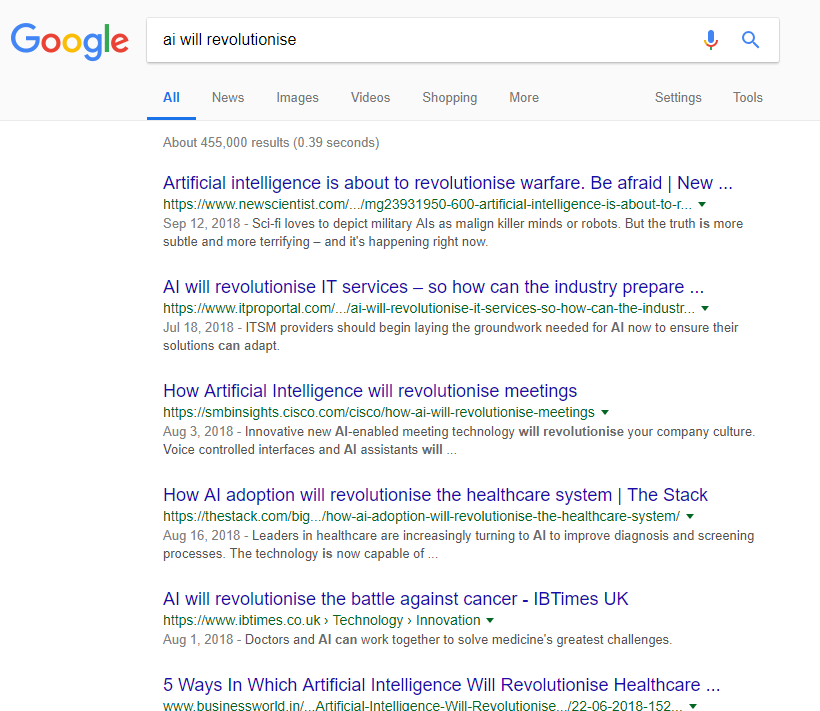 Google
ai will revolutionise
All News Images Videos Shopping More Settings Tools
About 455,000 results (0.39 seconds)
Artificial intelligence is about to revolutionise warfare. Be afraid | New ...
https://www.newscientist.com/.../mg23931950-600-artificial-intelligence-is-about-to-r...
Sep 12, 2018 - Sci-fi loves to depict military AIs as malign killer minds or robots. But the truth is more
subtle and more terrifying – and it's happening right now.
AI will revolutionise IT services – so how can the industry prepare ...
https://www.itproportal.com/.../ai-will-revolutionise-it-services-so-how-can-the-industr...
Jul 18, 2018 - ITSM providers should begin laying the groundwork needed for AI now to ensure their
solutions can adapt.
How Artificial Intelligence will revolutionise meetings
https://smbinsights.cisco.com/cisco/how-ai-will-revolutionise-meetings
Aug 3, 2018 - Innovative new AI-enabled meeting technology will revolutionise your company culture.
Voice controlled interfaces and AI assistants will ...
How AI adoption will revolutionise the healthcare system | The Stack
https://thestack.com/big.../how-ai-adoption-will-revolutionise-the-healthcare-system/
Aug 16, 2018 - Leaders in healthcare are increasingly turning to AI to improve diagnosis and screening
processes. The technology is now capable of ...
AI will revolutionise the battle against cancer - IBTimes UK
https://www.ibtimes.co.uk › Technology › Innovation
Aug 1, 2018 - Doctors and AI can work together to solve medicine's greatest challenges.
5 Ways In Which Artificial Intelligence Will Revolutionise Healthcare ...
www.businessworld.in/...Artificial-Intelligence-Will-Revolutionise.../22-06-2018-152...